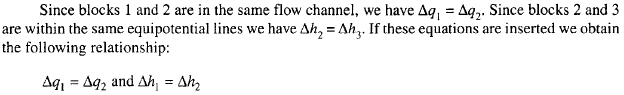 Since blocks 1 and 2 are in the same flow channel, we have Δq₁ = Δq₂. Since blocks 2 and 3
are within the same equipotential lines we have Δh₂ = Δh₃. If these equations are inserted we obtain
the following relationship:
Δq₁ = Δq₂ and Δh₁ = Δh₂